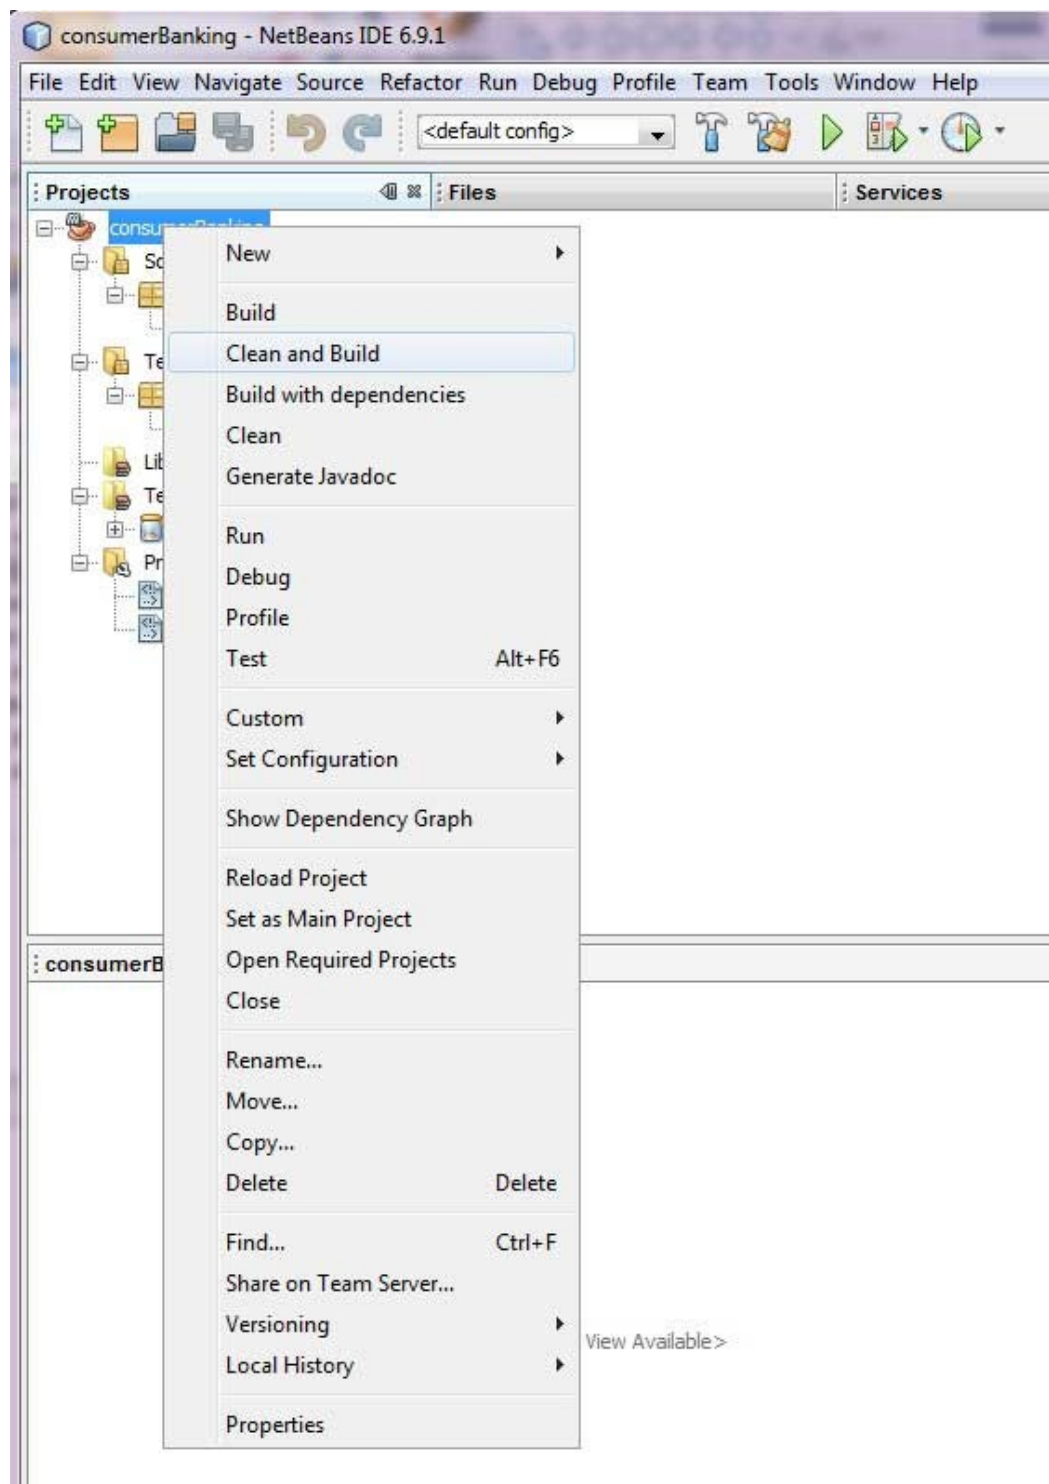 consumerBanking - NetBeans IDE 6.9.1
File Edit View Navigate Source Refactor Run Debug Profile Team Tools Window Help
<default config>
Projects Files Services
New
Build
Clean and Build
Build with dependencies
Clean
Generate Javadoc
Run
Debug
Profile
Test Alt+F6
Custom
Set Configuration
Show Dependency Graph
Reload Project
Set as Main Project
Open Required Projects
Close
Rename...
Move...
Copy...
Delete Delete
Find... Ctrl+F
Share on Team Server...
Versioning
View Available>
Local History
Properties